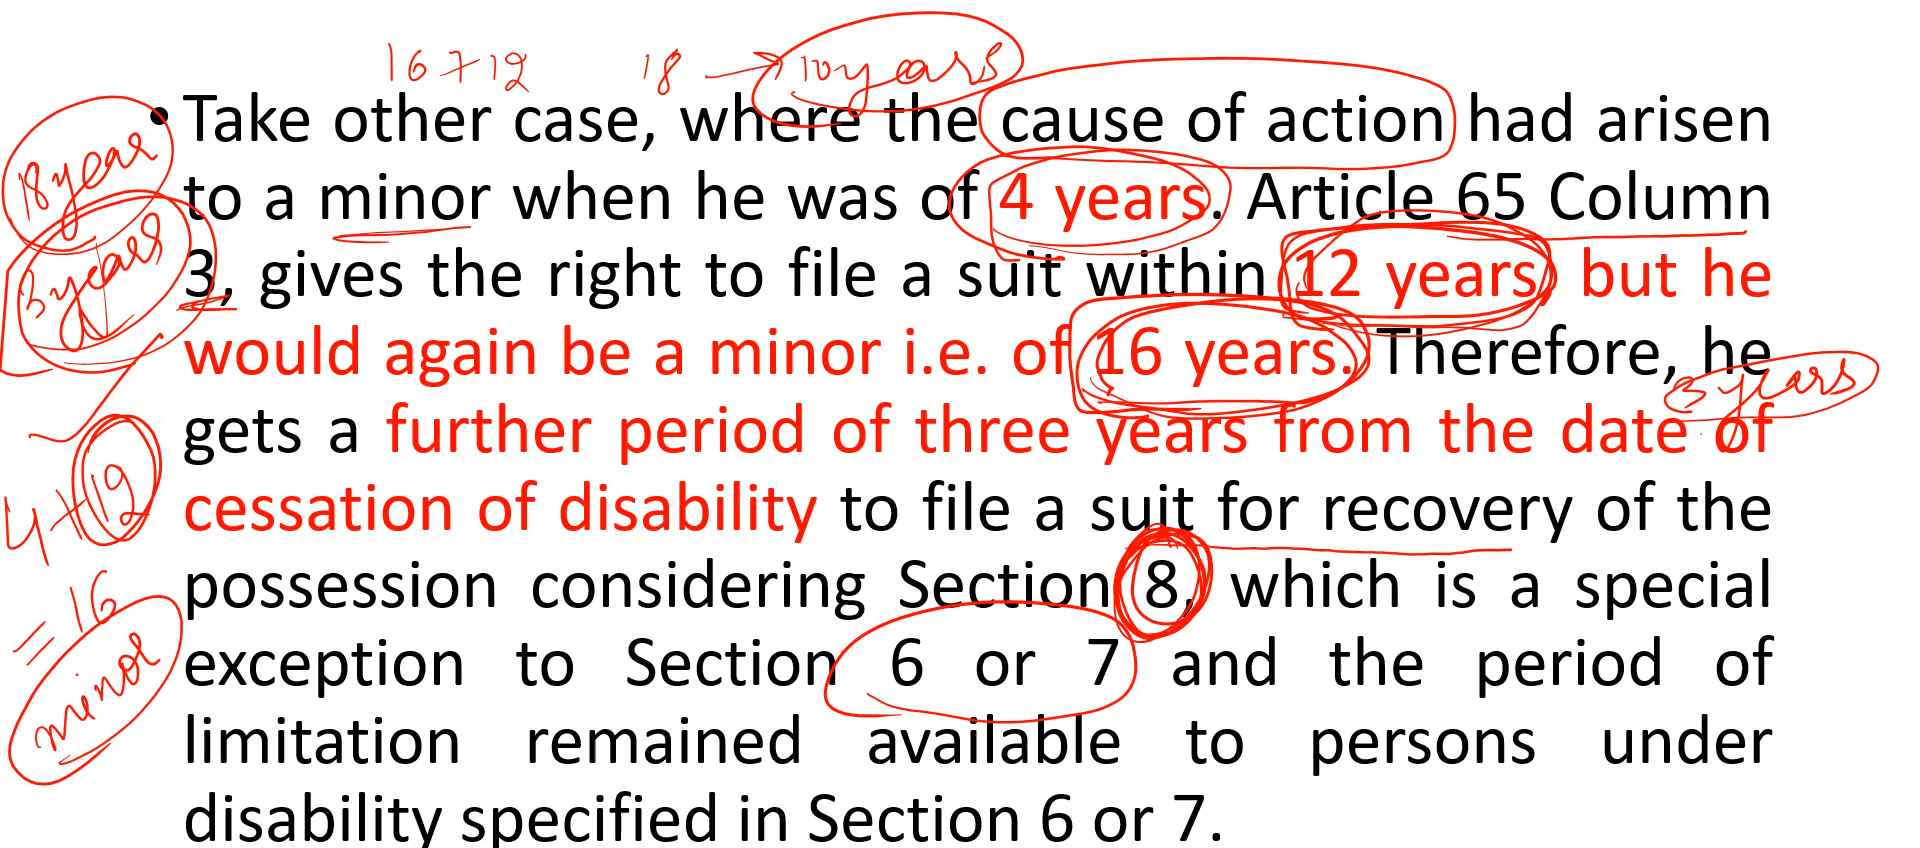 16+12 18 → 10 years
• Take other case, where the cause of action had arisen
18 year
to a minor when he was of 4 years. Article 65 Column
3 years
3, gives the right to file a suit within 12 years, but he
would again be a minor i.e. of 16 years. Therefore, he
3 years
gets a further period of three years from the date of
4+12
cessation of disability to file a suit for recovery of the
= 16
possession considering Section 8, which is a special
minor
exception to Section 6 or 7 and the period of
limitation remained available to persons under
disability specified in Section 6 or 7.